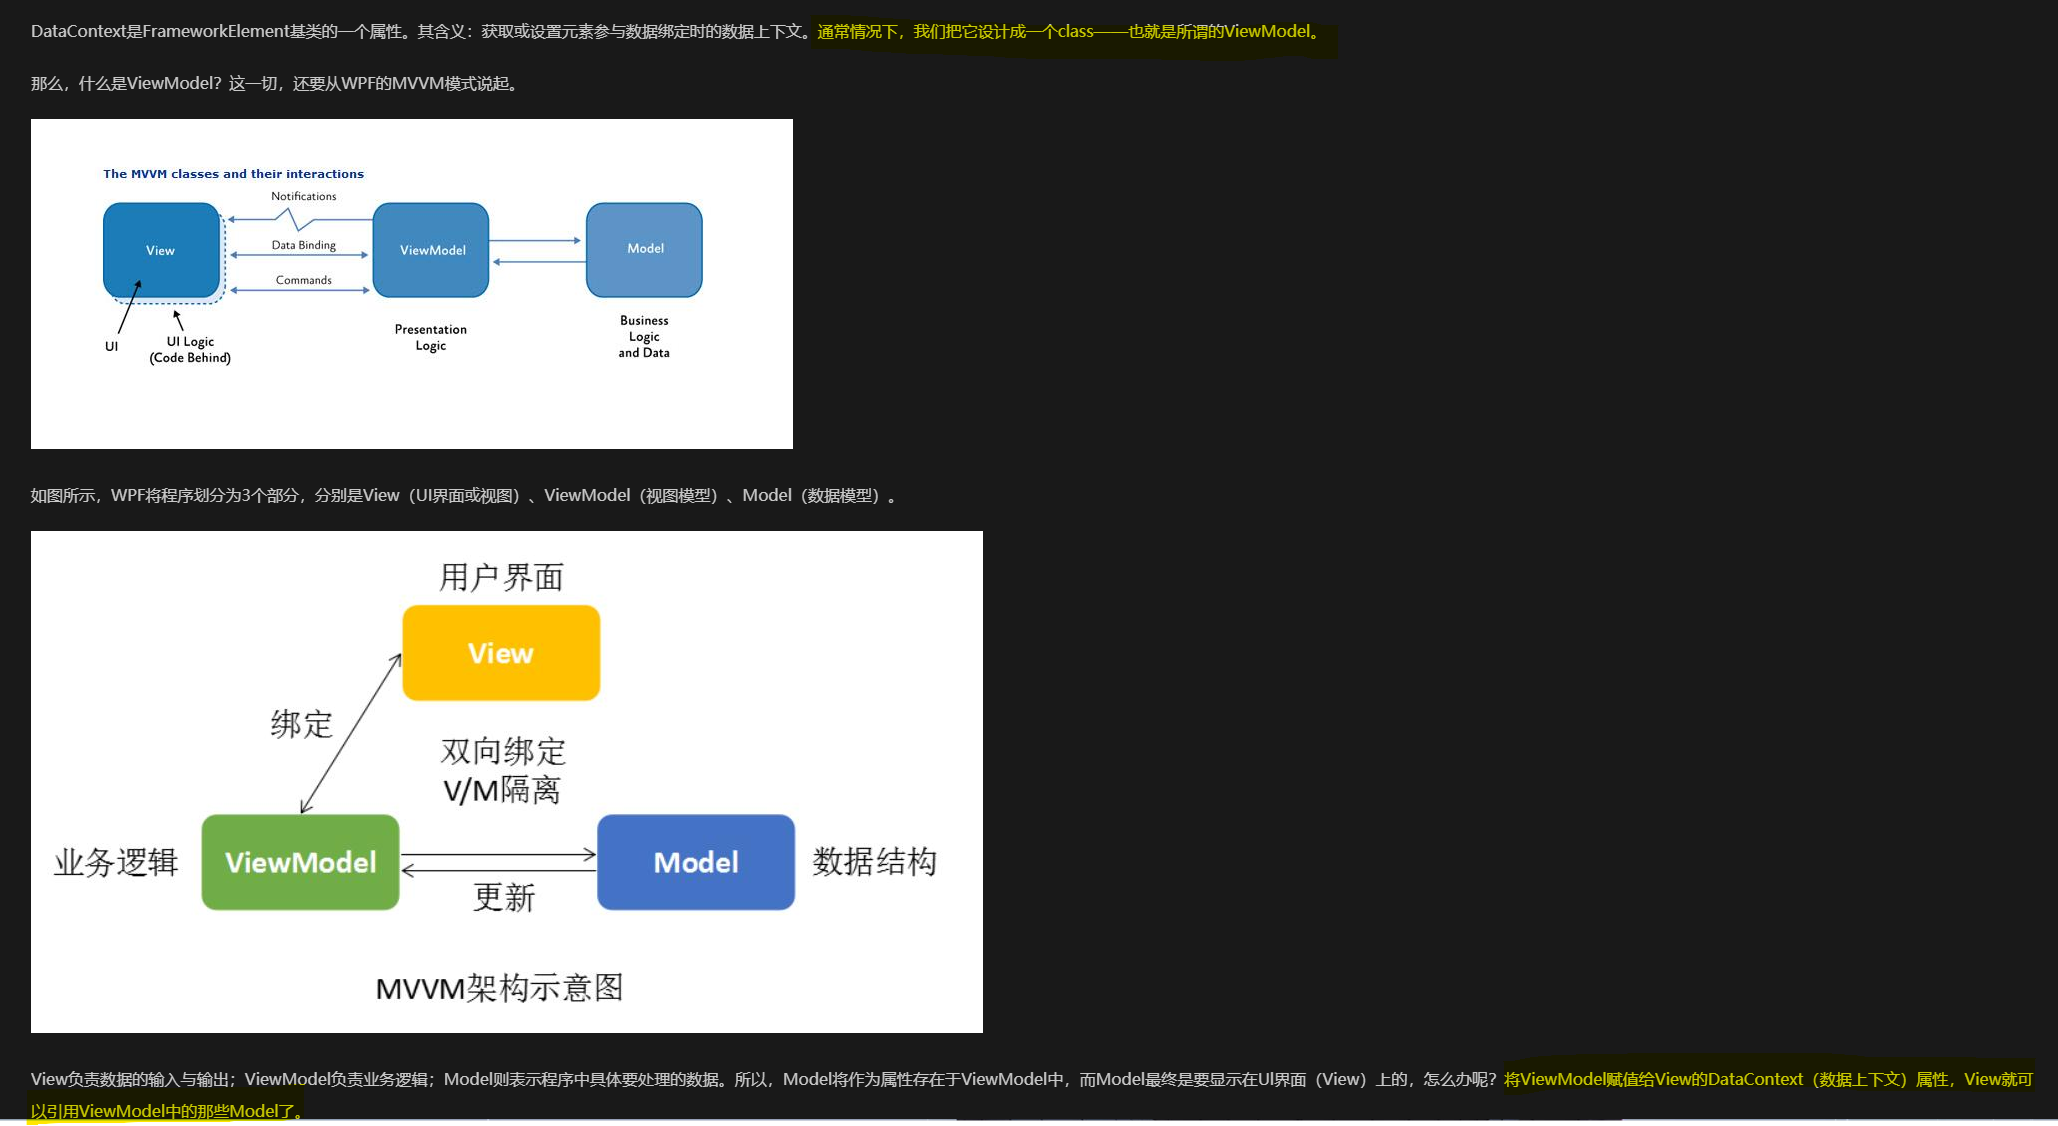 DataContext是FrameworkElement基类的一个属性。其含义：获取或设置元素参与数据绑定时的数据上下文。通常情况下，我们把它设计成一个class——也就是所谓的ViewModel。
那么，什么是ViewModel？这一切，还要从WPF的MVVM模式说起。
The MVVM classes and their interactions
Notifications
View
Data Binding
ViewModel
Model
Commands
UI
UI Logic
(Code Behind)
Presentation
Logic
Business
Logic
and Data
如图所示，WPF将程序划分为3个部分，分别是View（UI界面或视图）、ViewModel（视图模型）、Model（数据模型）。
用户界面
View
绑定
双向绑定
V/M隔离
业务逻辑
ViewModel
Model
数据结构
更新
MVVM架构示意图
View负责数据的输入与输出；ViewModel负责业务逻辑；Model则表示程序中具体要处理的数据。所以，Model将作为属性存在于ViewModel中，而Model最终是要显示在UI界面（View）上的，怎么办呢？将ViewModel赋值给View的DataContext（数据上下文）属性，View就可
以引用ViewModel中的那些Model了。